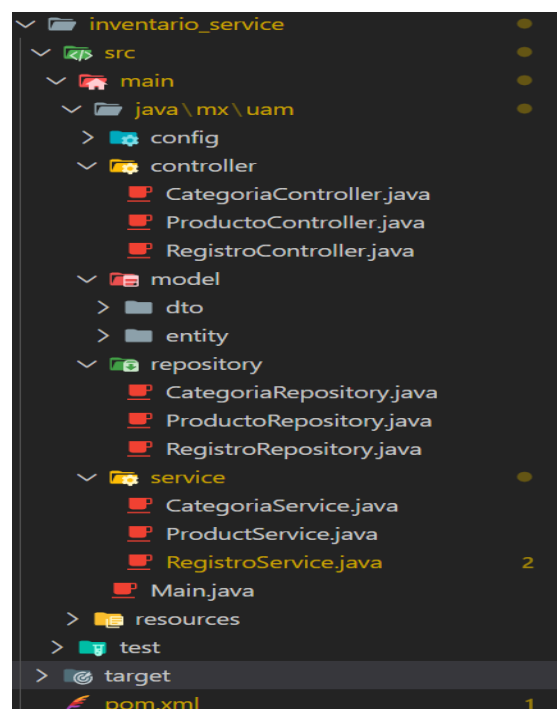 inventario_service
src
main
java\mx\uam
config
controller
CategoriaController.java
ProductoController.java
RegistroController.java
model
dto
entity
repository
CategoriaRepository.java
ProductoRepository.java
RegistroRepository.java
service
CategoriaService.java
ProductService.java
RegistroService.java 2
Main.java
resources
test
target
pom.xml 1